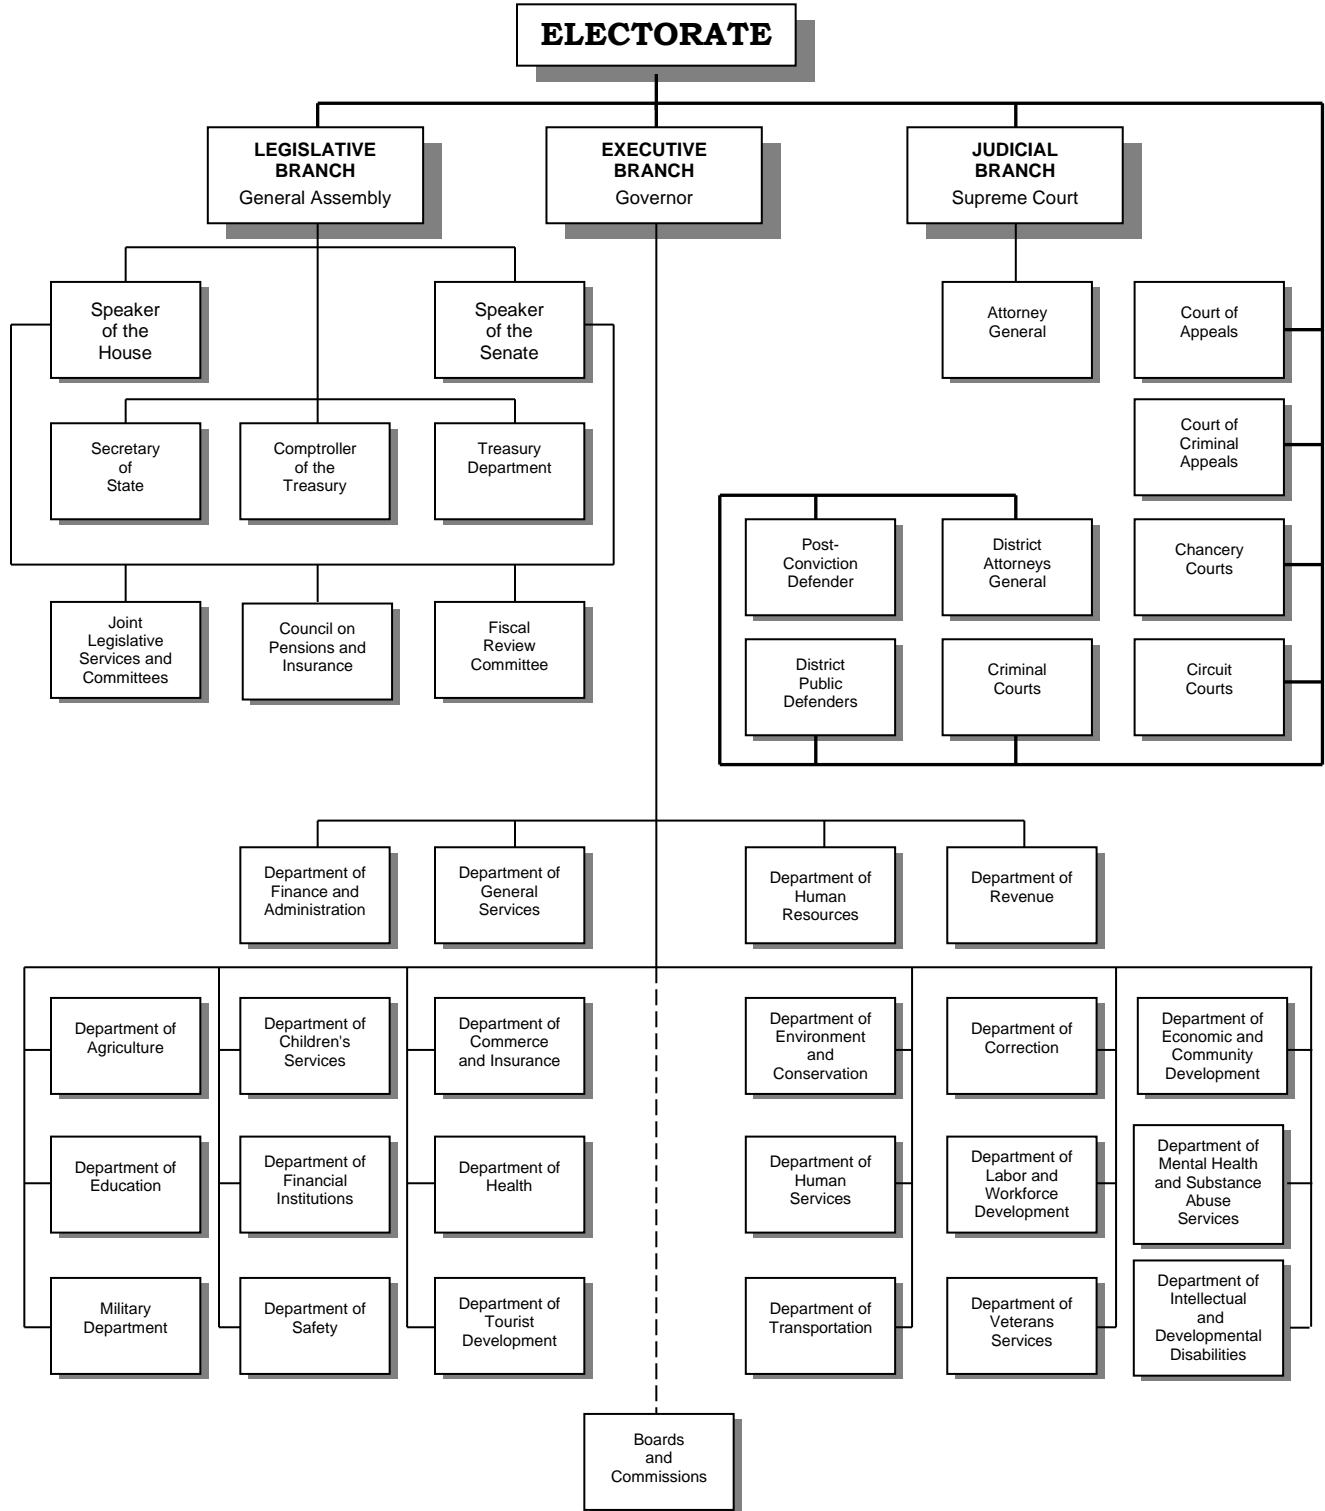 ELECTORATE
LEGISLATIVE
BRANCH
General Assembly
EXECUTIVE
BRANCH
Governor
JUDICIAL
BRANCH
Supreme Court
Speaker
of the
House
Speaker
of the
Senate
Attorney
General
Court of
Appeals
Secretary
of
State
Comptroller
of the
Treasury
Treasury
Department
Court of
Criminal
Appeals
Post-
Conviction
Defender
District
Attorneys
General
Chancery
Courts
Joint
Legislative
Services and
Committees
Council on
Pensions and
Insurance
Fiscal
Review
Committee
District
Public
Defenders
Criminal
Courts
Circuit
Courts
Department of
Finance and
Administration
Department of
General
Services
Department of
Human
Resources
Department of
Revenue
Department of
Agriculture
Department of
Children's
Services
Department of
Commerce
and Insurance
Department of
Environment
and
Conservation
Department of
Correction
Department of
Economic and
Community
Development
Department of
Education
Department of
Financial
Institutions
Department of
Health
Department of
Human
Services
Department of
Labor and
Workforce
Development
Department of
Mental Health
and Substance
Abuse
Services
Military
Department
Department of
Safety
Department of
Tourist
Development
Department of
Transportation
Department of
Veterans
Services
Department of
Intellectual
and
Developmental
Disabilities
Boards
and
Commissions